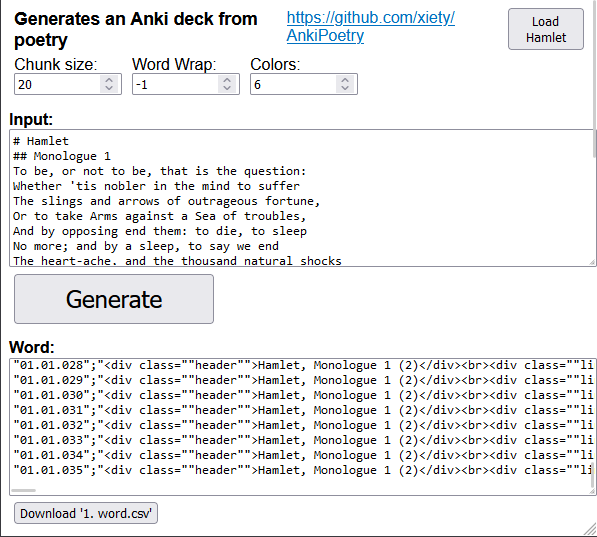 Generates an Anki deck from
poetry
https://github.com/xiety/
AnkiPoetry
Load
Hamlet
Chunk size:
Word Wrap:
Colors:
20
-1
6
Input:
# Hamlet
## Monologue 1
To be, or not to be, that is the question:
Whether 'tis nobler in the mind to suffer
The slings and arrows of outrageous fortune,
Or to take Arms against a Sea of troubles,
And by opposing end them: to die, to sleep
No more; and by a sleep, to say we end
The heart-ache, and the thousand natural shocks
Generate
Word:
"01.01.028";"<div class=""header"">Hamlet, Monologue 1 (2)</div><br><div class=""li
"01.01.029";"<div class=""header"">Hamlet, Monologue 1 (2)</div><br><div class=""li
"01.01.030";"<div class=""header"">Hamlet, Monologue 1 (2)</div><br><div class=""li
"01.01.031";"<div class=""header"">Hamlet, Monologue 1 (2)</div><br><div class=""li
"01.01.032";"<div class=""header"">Hamlet, Monologue 1 (2)</div><br><div class=""li
"01.01.033";"<div class=""header"">Hamlet, Monologue 1 (2)</div><br><div class=""li
"01.01.034";"<div class=""header"">Hamlet, Monologue 1 (2)</div><br><div class=""li
"01.01.035";"<div class=""header"">Hamlet, Monologue 1 (2)</div><br><div class=""li
Download '1. word.csv'